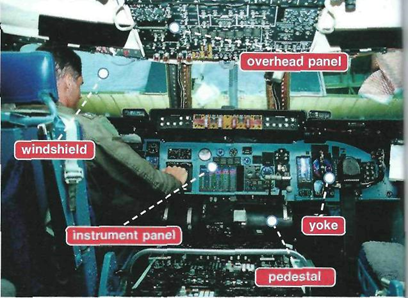 overhead panel
windshield
instrument panel
yoke
pedestal